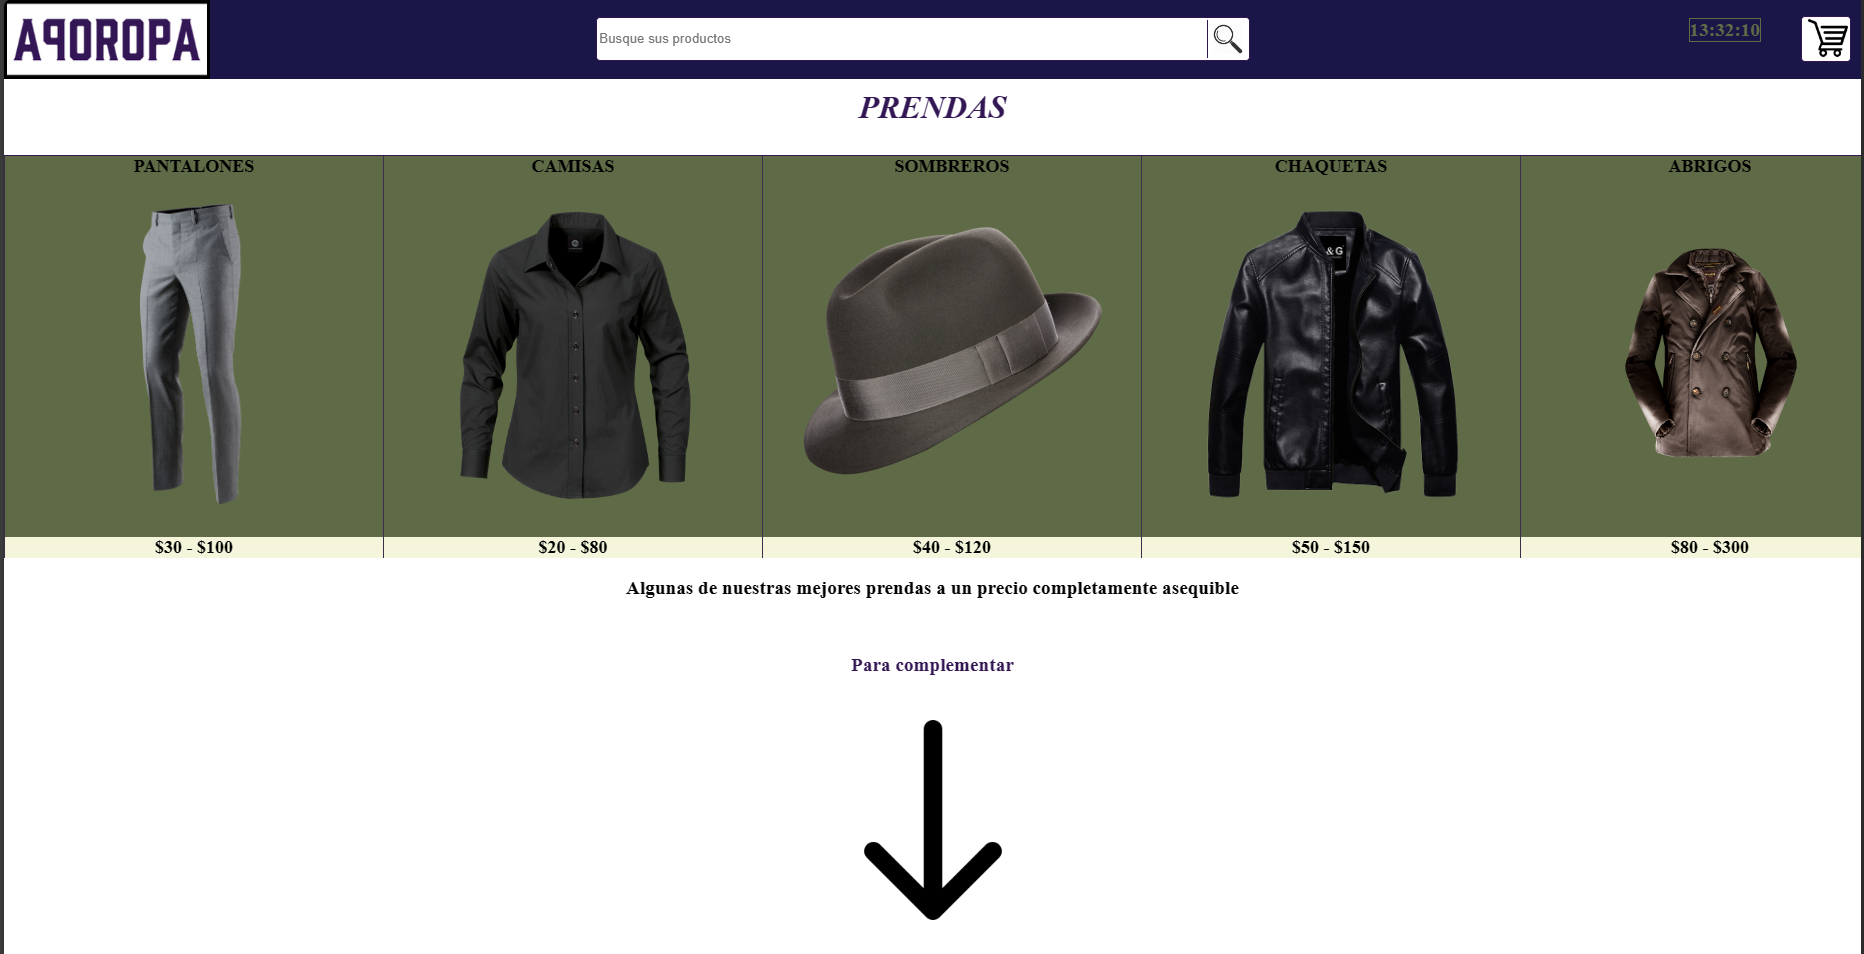 AꟼOROPA
Busque sus productos
13:32:10
PRENDAS
PANTALONES
CAMISAS
SOMBREROS
CHAQUETAS
ABRIGOS
&G
$30 - $100
$20 - $80
$40 - $120
$50 - $150
$80 - $300
Algunas de nuestras mejores prendas a un precio completamente asequible
Para complementar